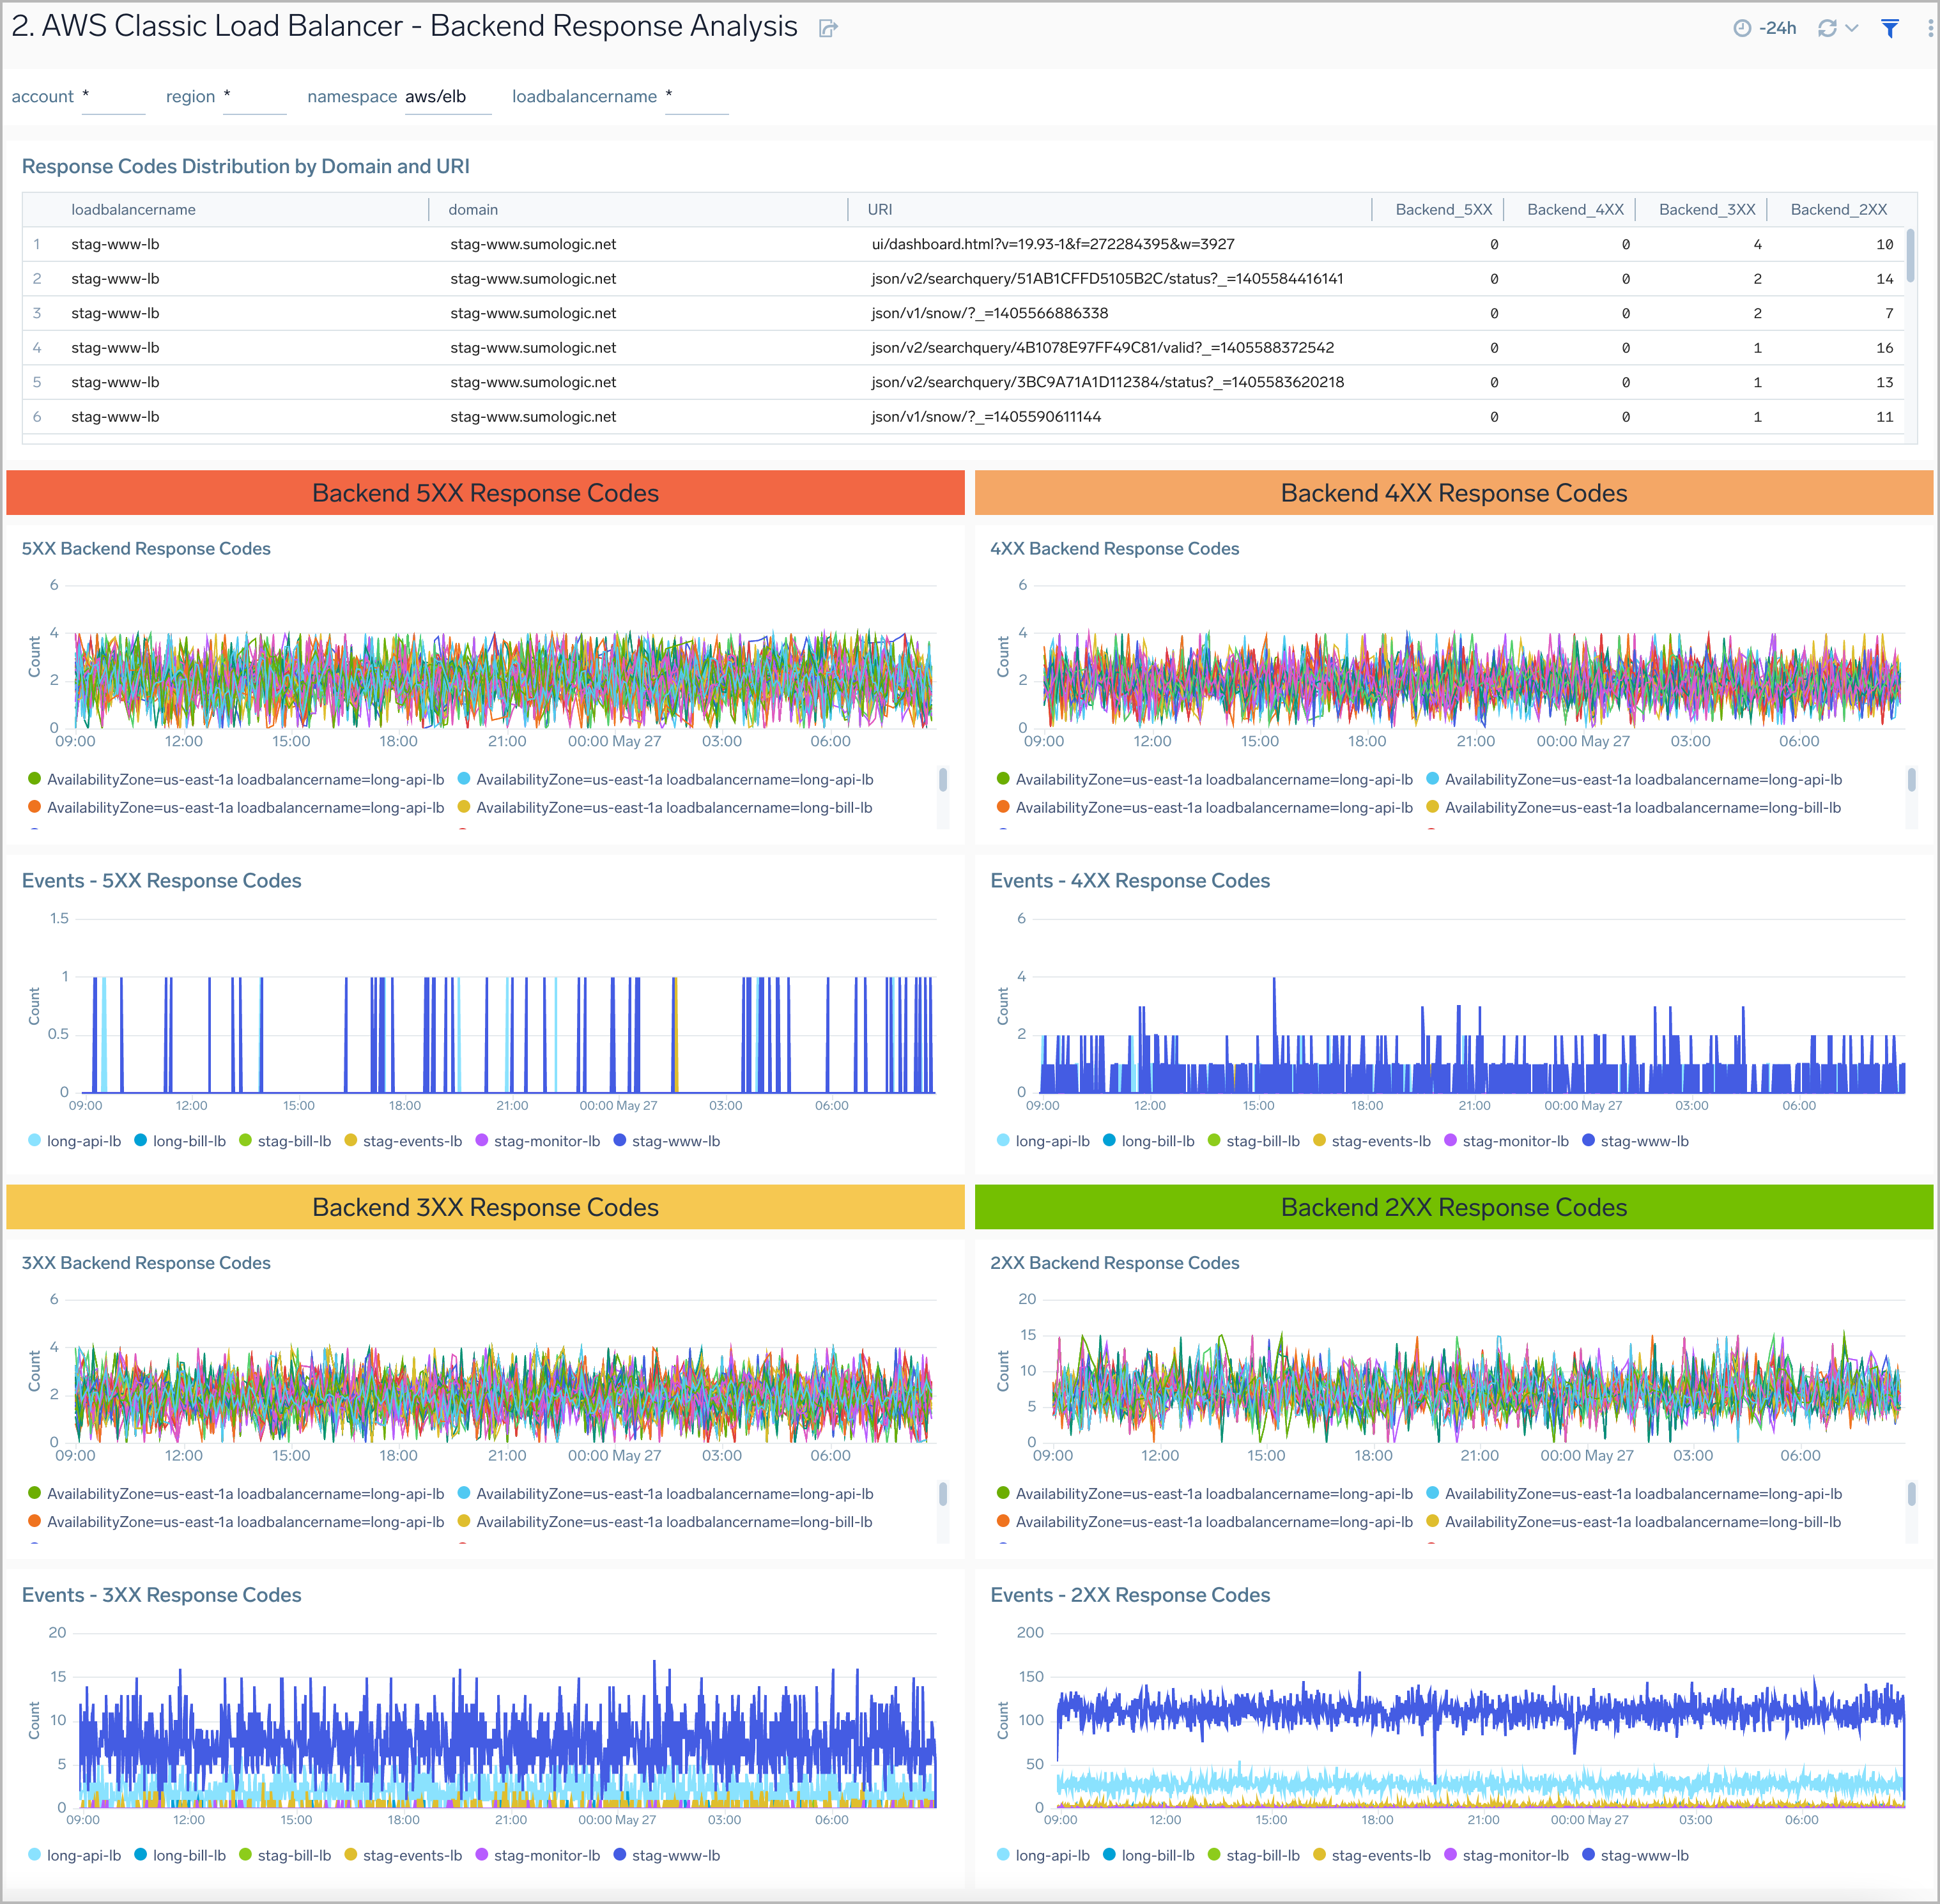 2. AWS Classic Load Balancer - Backend Response Analysis
-24h
account * region * namespace aws/elb loadbalancername *
Response Codes Distribution by Domain and URI
loadbalancername domain URI Backend_5XX Backend_4XX Backend_3XX Backend_2XX
1 stag-www-lb stag-www.sumologic.net ui/dashboard.html?v=19.93-1&f=272284395&w=3927 0 0 4 10
2 stag-www-lb stag-www.sumologic.net json/v2/searchquery/51AB1CFFD5105B2C/status?_=1405584416141 0 0 2 14
3 stag-www-lb stag-www.sumologic.net json/v1/snow/?_=1405566886338 0 0 2 7
4 stag-www-lb stag-www.sumologic.net json/v2/searchquery/4B1078E97FF49C81/valid?_=1405588372542 0 0 1 16
5 stag-www-lb stag-www.sumologic.net json/v2/searchquery/3BC9A71A1D112384/status?_=1405583620218 0 0 1 13
6 stag-www-lb stag-www.sumologic.net json/v1/snow/?_=1405590611144 0 0 1 11
Backend 5XX Response Codes
5XX Backend Response Codes
Count
6
4
2
0
09:00 12:00 15:00 18:00 21:00 00:00 May 27 03:00 06:00
AvailabilityZone=us-east-1a loadbalancername=long-api-lb AvailabilityZone=us-east-1a loadbalancername=long-api-lb
AvailabilityZone=us-east-1a loadbalancername=long-api-lb AvailabilityZone=us-east-1a loadbalancername=long-bill-lb
Backend 4XX Response Codes
4XX Backend Response Codes
Count
6
4
2
0
09:00 12:00 15:00 18:00 21:00 00:00 May 27 03:00 06:00
AvailabilityZone=us-east-1a loadbalancername=long-api-lb AvailabilityZone=us-east-1a loadbalancername=long-api-lb
AvailabilityZone=us-east-1a loadbalancername=long-api-lb AvailabilityZone=us-east-1a loadbalancername=long-bill-lb
Events - 5XX Response Codes
Count
1.5
1
0.5
0
09:00 12:00 15:00 18:00 21:00 00:00 May 27 03:00 06:00
long-api-lb long-bill-lb stag-bill-lb stag-events-lb stag-monitor-lb stag-www-lb
Events - 4XX Response Codes
Count
6
4
2
0
09:00 12:00 15:00 18:00 21:00 00:00 May 27 03:00 06:00
long-api-lb long-bill-lb stag-bill-lb stag-events-lb stag-monitor-lb stag-www-lb
Backend 3XX Response Codes
3XX Backend Response Codes
Count
6
4
2
0
09:00 12:00 15:00 18:00 21:00 00:00 May 27 03:00 06:00
AvailabilityZone=us-east-1a loadbalancername=long-api-lb AvailabilityZone=us-east-1a loadbalancername=long-api-lb
AvailabilityZone=us-east-1a loadbalancername=long-api-lb AvailabilityZone=us-east-1a loadbalancername=long-bill-lb
Backend 2XX Response Codes
2XX Backend Response Codes
Count
20
15
10
5
0
09:00 12:00 15:00 18:00 21:00 00:00 May 27 03:00 06:00
AvailabilityZone=us-east-1a loadbalancername=long-api-lb AvailabilityZone=us-east-1a loadbalancername=long-api-lb
AvailabilityZone=us-east-1a loadbalancername=long-api-lb AvailabilityZone=us-east-1a loadbalancername=long-bill-lb
Events - 3XX Response Codes
Count
20
15
10
5
0
09:00 12:00 15:00 18:00 21:00 00:00 May 27 03:00 06:00
long-api-lb long-bill-lb stag-bill-lb stag-events-lb stag-monitor-lb stag-www-lb
Events - 2XX Response Codes
Count
200
150
100
50
0
09:00 12:00 15:00 18:00 21:00 00:00 May 27 03:00 06:00
long-api-lb long-bill-lb stag-bill-lb stag-events-lb stag-monitor-lb stag-www-lb